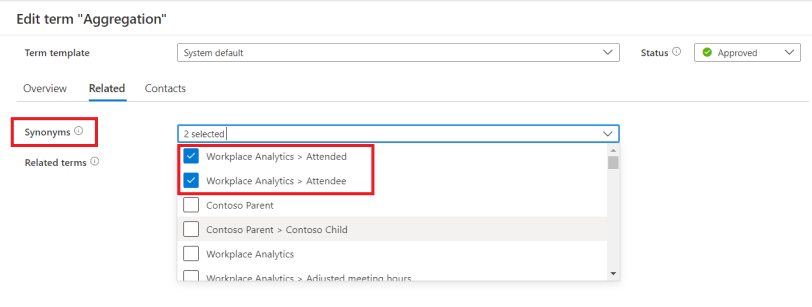 Edit term "Aggregation"
Term template System default Status Approved
Overview Related Contacts
Synonyms 2 selected
Workplace Analytics > Attended
Related terms
Workplace Analytics > Attendee
Contoso Parent
Contoso Parent > Contoso Child
Workplace Analytics
Workplace Analytics > Adjusted meeting hours